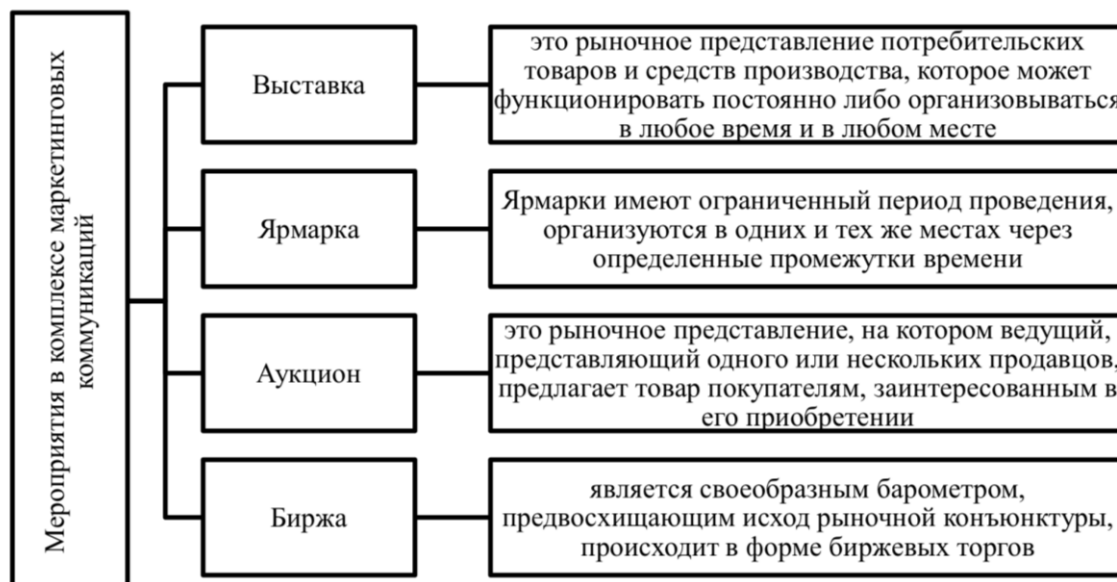 Мероприятия в комплексе маркетинговых
коммуникаций
Выставка
это рыночное представление потребительских
товаров и средств производства, которое может
функционировать постоянно либо организовываться
в любое время и в любом месте
Ярмарка
Ярмарки имеют ограниченный период проведения,
организуются в одних и тех же местах через
определенные промежутки времени
Аукцион
это рыночное представление, на котором ведущий,
представляющий одного или нескольких продавцов,
предлагает товар покупателям, заинтересованным в
его приобретении
Биржа
является своеобразным барометром,
предвосхищающим исход рыночной конъюнктуры,
происходит в форме биржевых торгов